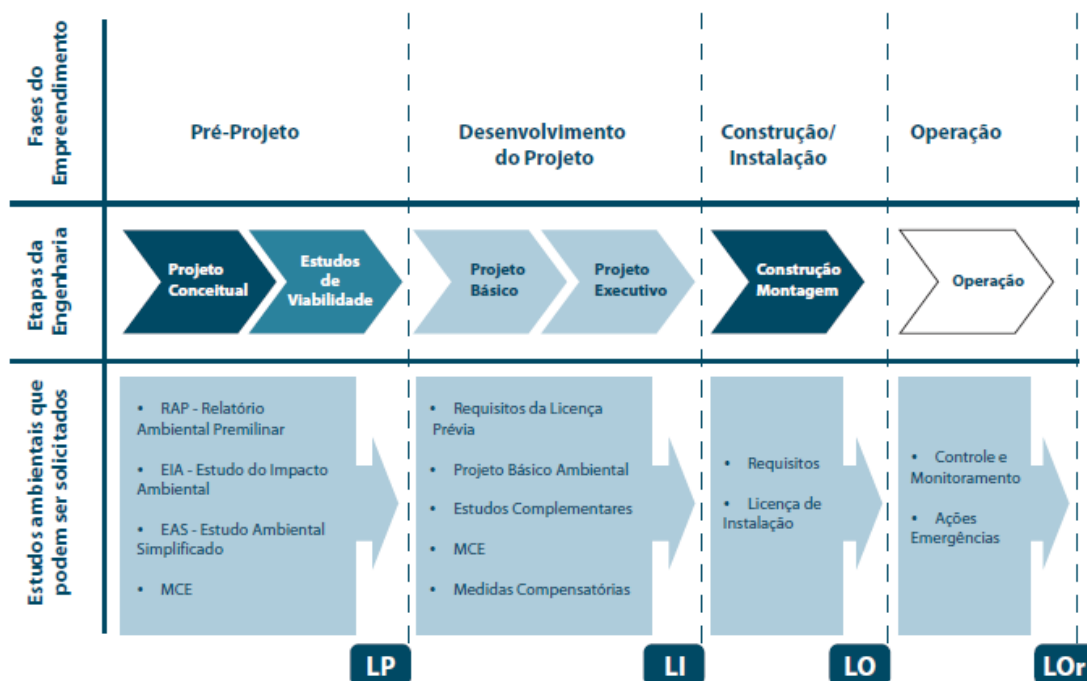 Fases do
Empreendimento
Pré-Projeto
Desenvolvimento
do Projeto
Construção/
Instalação
Operação
Etapas da
Engenharia
Projeto
Conceitual
Estudos
de
Viabilidade
Projeto
Básico
Projeto
Executivo
Construção
Montagem
Operação
Estudos ambientais que
podem ser solicitados
• RAP - Relatório
Ambiental Premilinar
• EIA - Estudo do Impacto
Ambiental
• EAS - Estudo Ambiental
Simplificado
• MCE
• Requisitos da Licença
Prévia
• Projeto Básico Ambiental
• Estudos Complementares
• MCE
• Medidas Compensatórias
• Requisitos
• Licença de
Instalação
• Controle e
Monitoramento
• Ações
Emergências
LP
LI
LO
LOr